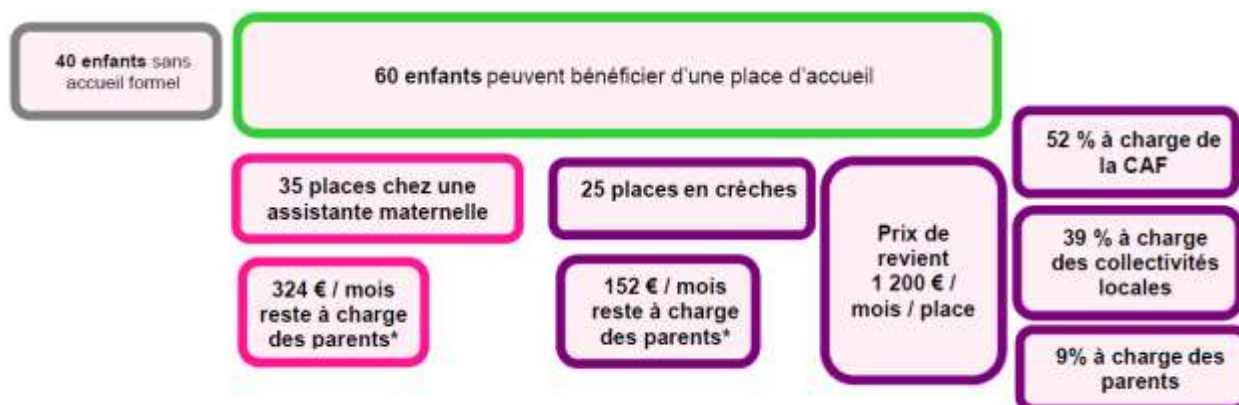 40 enfants sans
accueil formel
60 enfants peuvent bénéficier d'une place d'accueil
35 places chez une
assistante maternelle
324 € / mois
reste à charge
des parents*
25 places en crèches
152 € / mois
reste à charge
des parents*
Prix de
revient
1 200 € /
mois / place
52 % à charge de
la CAF
39 % à charge
des collectivités
locales
9% à charge des
parents